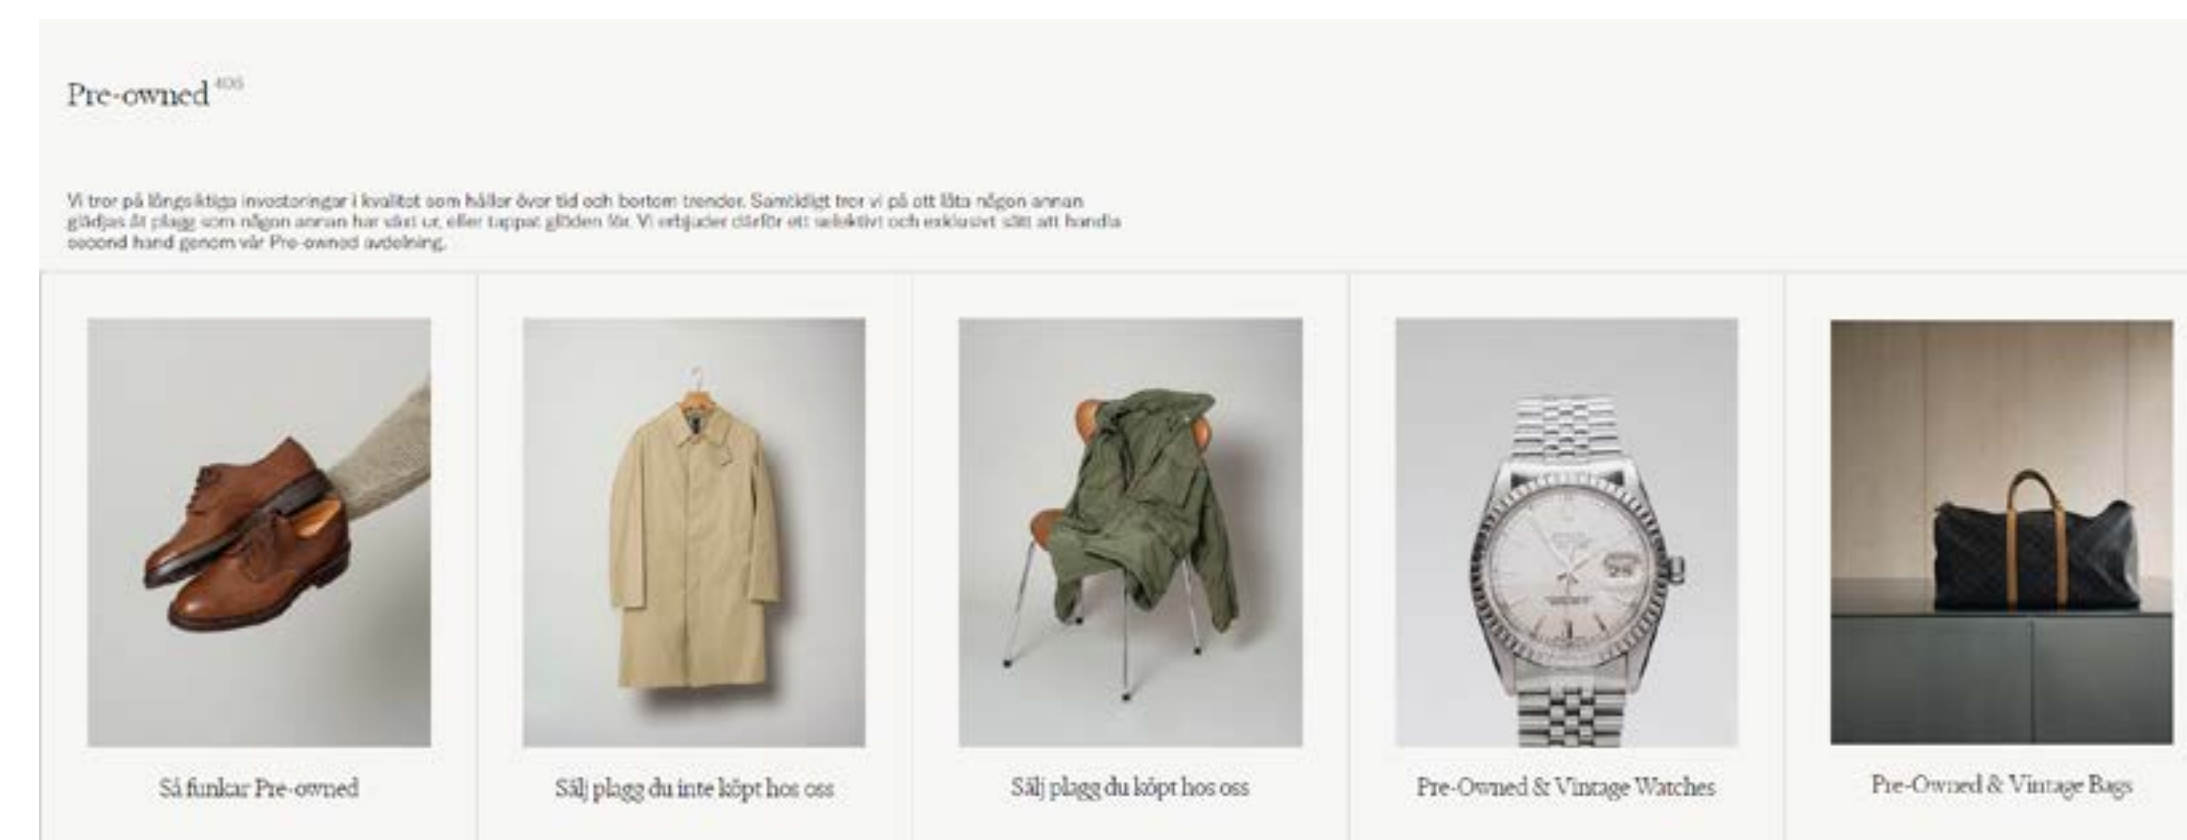 Pre-owned 405
Vi tror på långsiktiga investeringar i kvalitet som håller över tid och bortom trender. Samtidigt tror vi på att låta någon annan
glädjas åt plagg som någon annan har växt ur, eller tappat glöden för. Vi erbjuder därför ett selektivt och exklusivt sätt att handla
second hand genom vår Pre-owned avdelning.
Så funkar Pre-owned
Sälj plagg du inte köpt hos oss
Sälj plagg du köpt hos oss
Pre-Owned & Vintage Watches
Pre-Owned & Vintage Bags